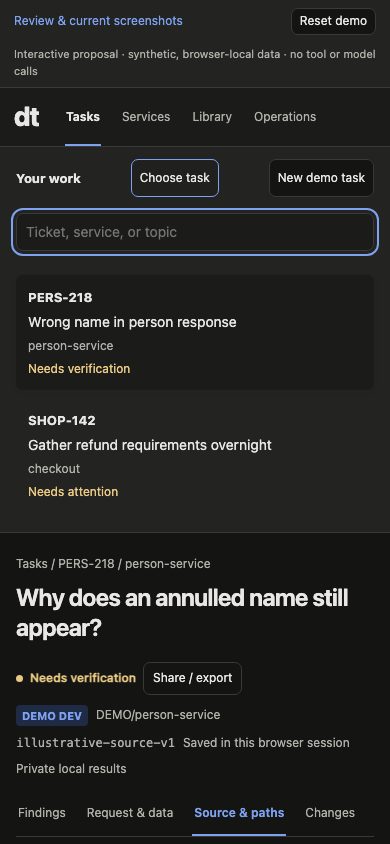 Review & current screenshots
Reset demo
Interactive proposal · synthetic, browser-local data · no tool or model
calls
dt
Tasks
Services
Library
Operations
Your work
Choose task
New demo task
Ticket, service, or topic
PERS-218
Wrong name in person response
person-service
Needs verification
SHOP-142
Gather refund requirements overnight
checkout
Needs attention
Tasks / PERS-218 / person-service
Why does an annulled name still
appear?
Needs verification
Share / export
DEMO DEV
DEMO/person-service
illustrative-source-v1 Saved in this browser session
Private local results
Findings
Request & data
Source & paths
Changes